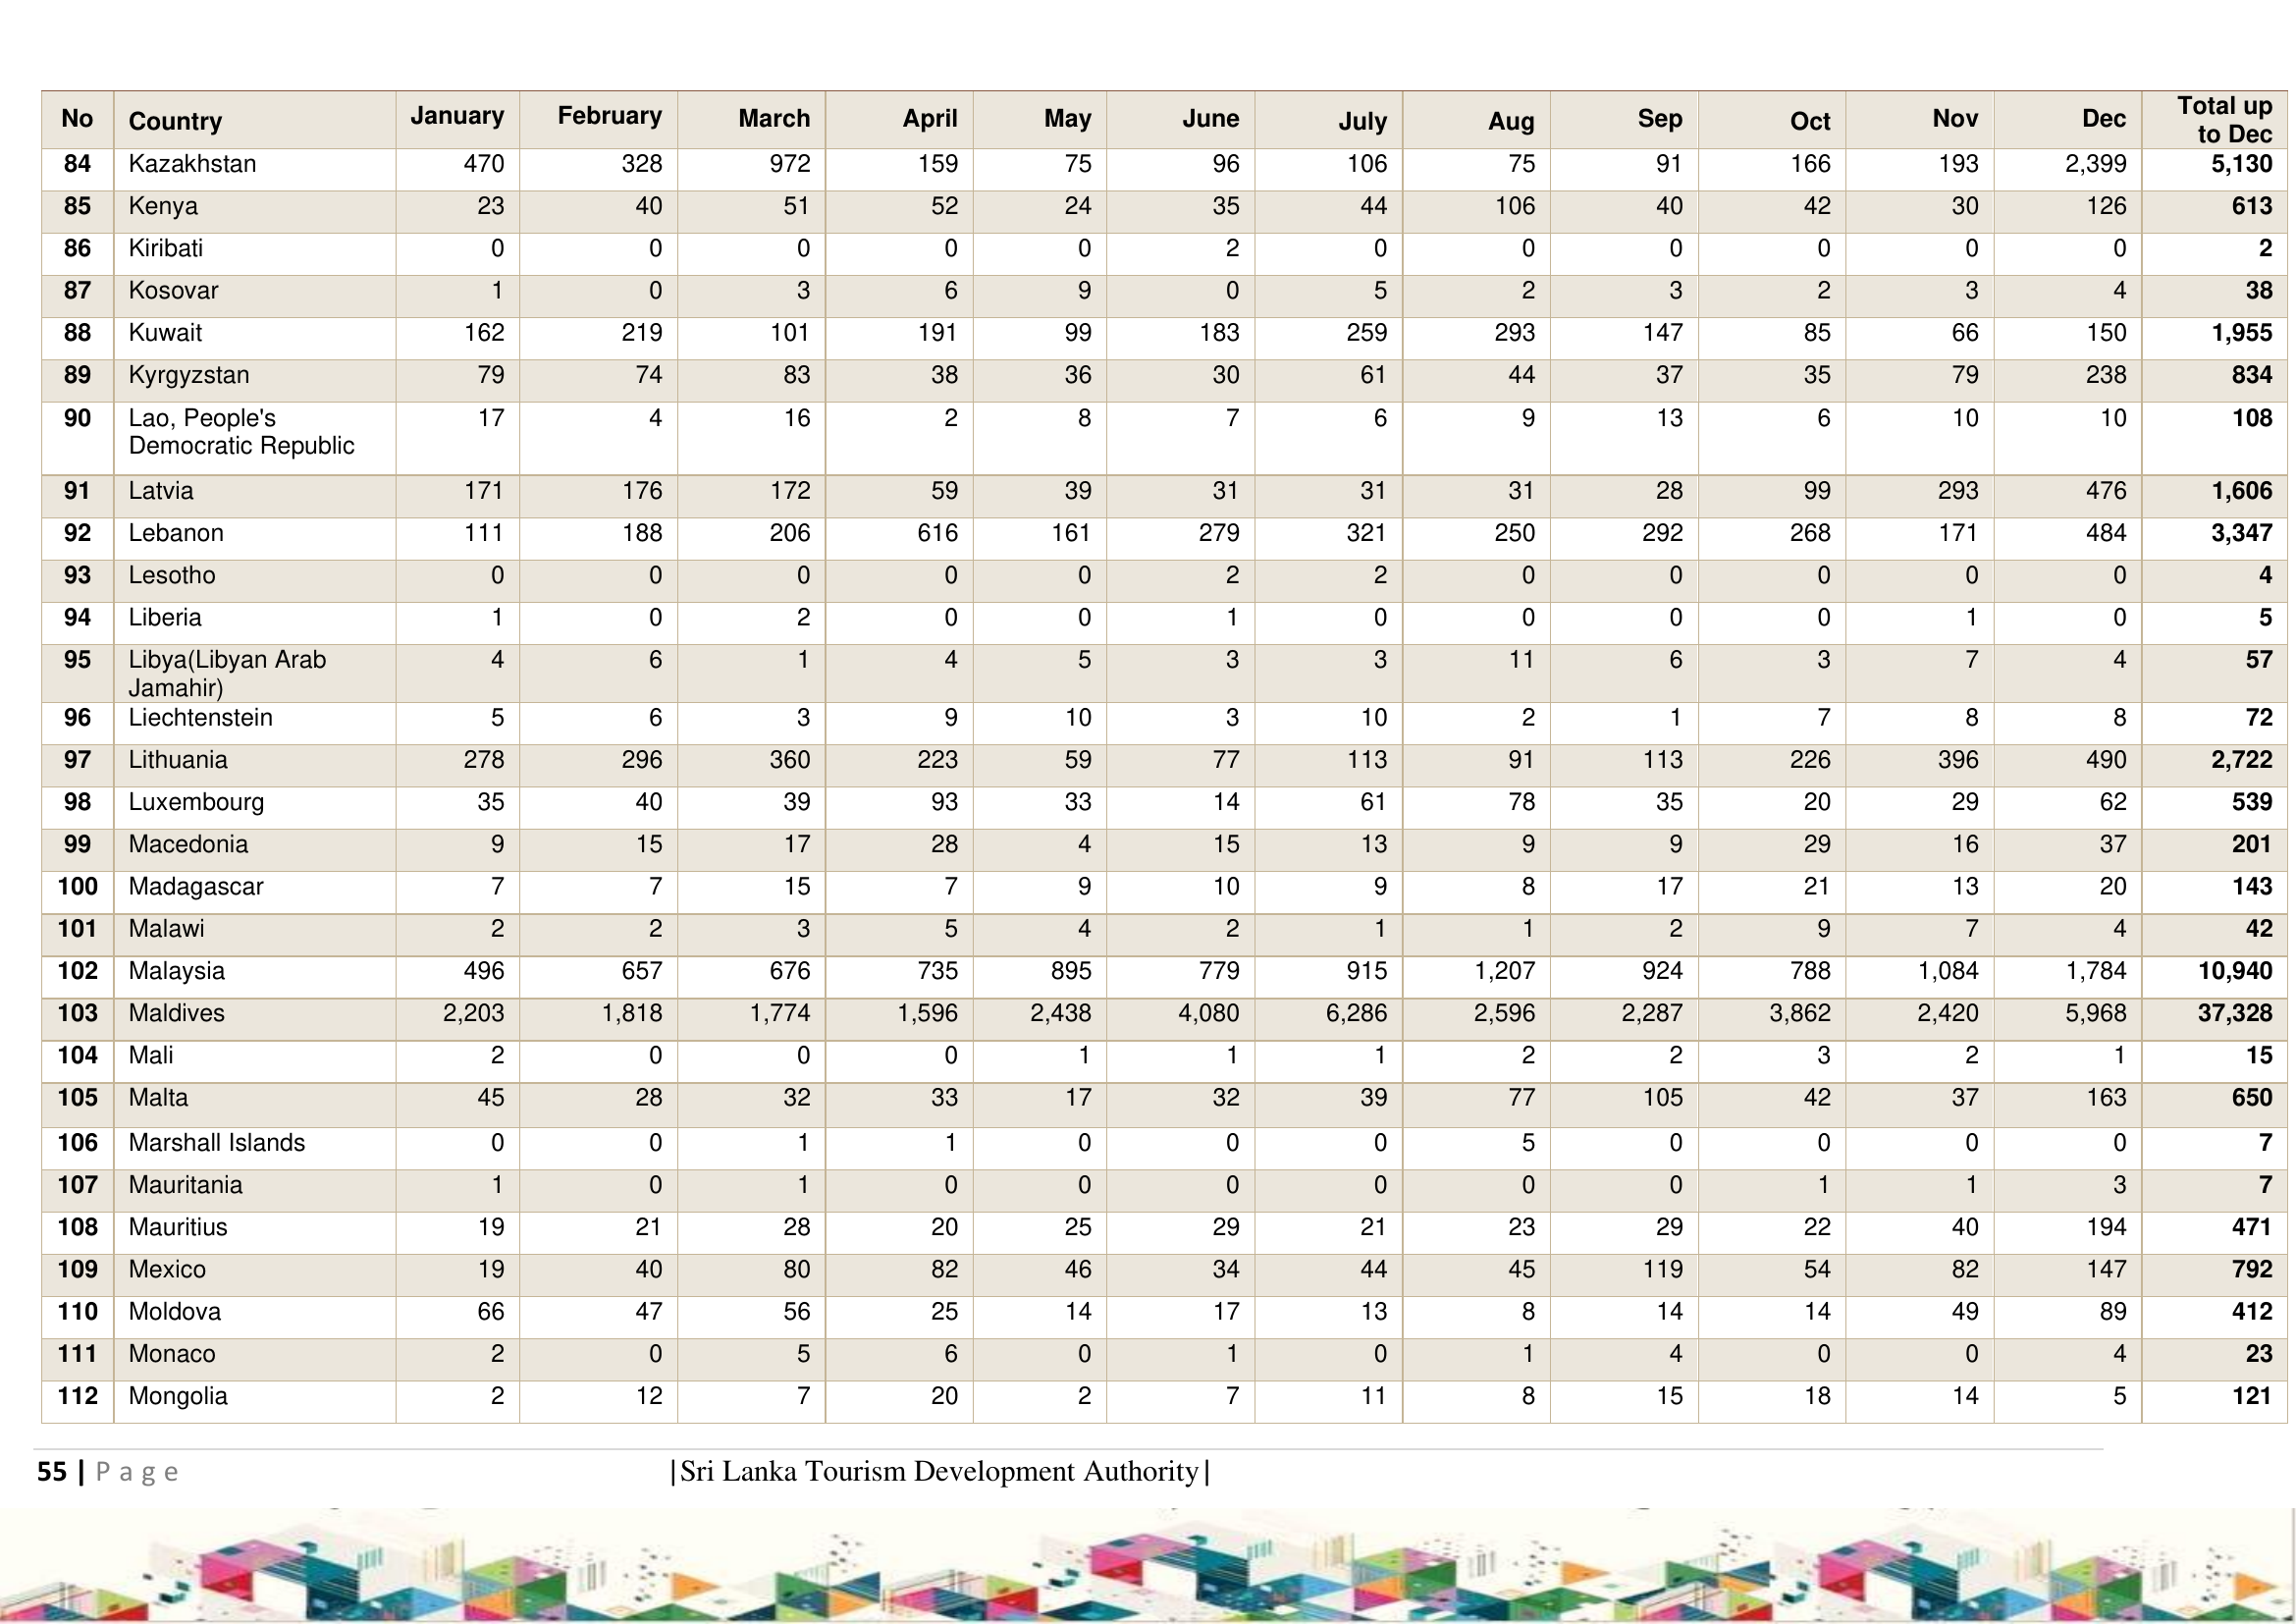 No Country January February March April May June July Aug Sep Oct Nov Dec Total up
to Dec
84 Kazakhstan 470 328 972 159 75 96 106 75 91 166 193 2,399 5,130
85 Kenya 23 40 51 52 24 35 44 106 40 42 30 126 613
86 Kiribati 0 0 0 0 0 2 0 0 0 0 0 0 2
87 Kosovar 1 0 3 6 9 0 5 2 3 2 3 4 38
88 Kuwait 162 219 101 191 99 183 259 293 147 85 66 150 1,955
89 Kyrgyzstan 79 74 83 38 36 30 61 44 37 35 79 238 834
90 Lao, People's 17 4 16 2 8 7 6 9 13 6 10 10 108
Democratic Republic
91 Latvia 171 176 172 59 39 31 31 31 28 99 293 476 1,606
92 Lebanon 111 188 206 616 161 279 321 250 292 268 171 484 3,347
93 Lesotho 0 0 0 0 0 2 2 0 0 0 0 0 4
94 Liberia 1 0 2 0 0 1 0 0 0 0 1 0 5
95 Libya(Libyan Arab 4 6 1 4 5 3 3 11 6 3 7 4 57
Jamahir)
96 Liechtenstein 5 6 3 9 10 3 10 2 1 7 8 8 72
97 Lithuania 278 296 360 223 59 77 113 91 113 226 396 490 2,722
98 Luxembourg 35 40 39 93 33 14 61 78 35 20 29 62 539
99 Macedonia 9 15 17 28 4 15 13 9 9 29 16 37 201
100 Madagascar 7 7 15 7 9 10 9 8 17 21 13 20 143
101 Malawi 2 2 3 5 4 2 1 1 2 9 7 4 42
102 Malaysia 496 657 676 735 895 779 915 1,207 924 788 1,084 1,784 10,940
103 Maldives 2,203 1,818 1,774 1,596 2,438 4,080 6,286 2,596 2,287 3,862 2,420 5,968 37,328
104 Mali 2 0 0 0 1 1 1 2 2 3 2 1 15
105 Malta 45 28 32 33 17 32 39 77 105 42 37 163 650
106 Marshall Islands 0 0 1 1 0 0 0 5 0 0 0 0 7
107 Mauritania 1 0 1 0 0 0 0 0 0 1 1 3 7
108 Mauritius 19 21 28 20 25 29 21 23 29 22 40 194 471
109 Mexico 19 40 80 82 46 34 44 45 119 54 82 147 792
110 Moldova 66 47 56 25 14 17 13 8 14 14 49 89 412
111 Monaco 2 0 5 6 0 1 0 1 4 0 0 4 23
112 Mongolia 2 12 7 20 2 7 11 8 15 18 14 5 121
55 | Page |Sri Lanka Tourism Development Authority|